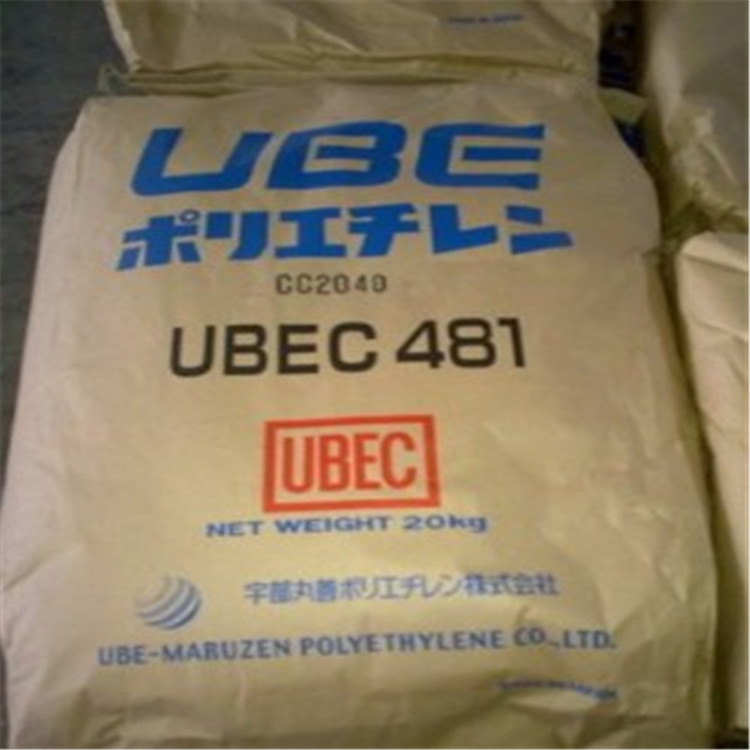 UBE
ポリエチレン
CC2040
UBEC 481
UBEC
NET WEIGHT 20kg
宇部丸善ポリエチレン株式会社
UBE-MARUZEN POLYETHYLENE CO.,LTD.